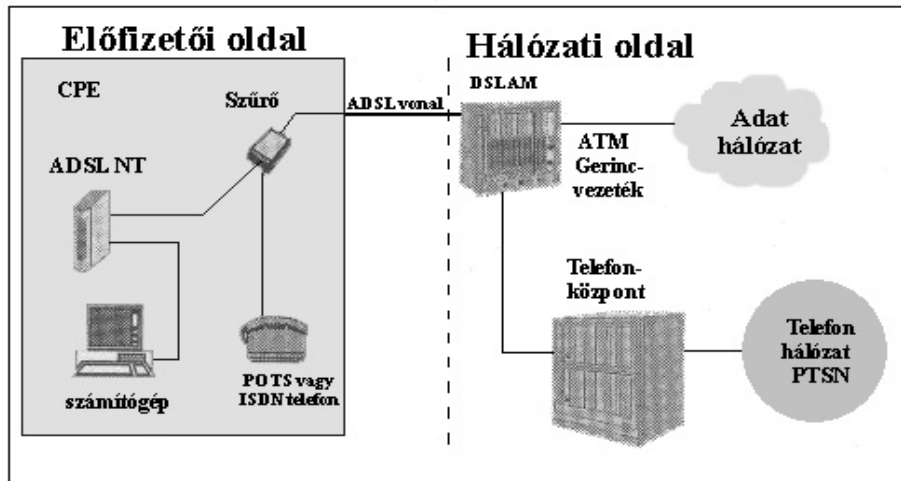 Előfizetői oldal
CPE
Szűrő
ADSL NT
számítógép
POTS vagy
ISDN telefon
ADSL vonal
Hálózati oldal
DSLAM
ATM
Gerinc-
vezeték
Adat
hálózat
Telefon-
központ
Telefon
hálózat
PTSN